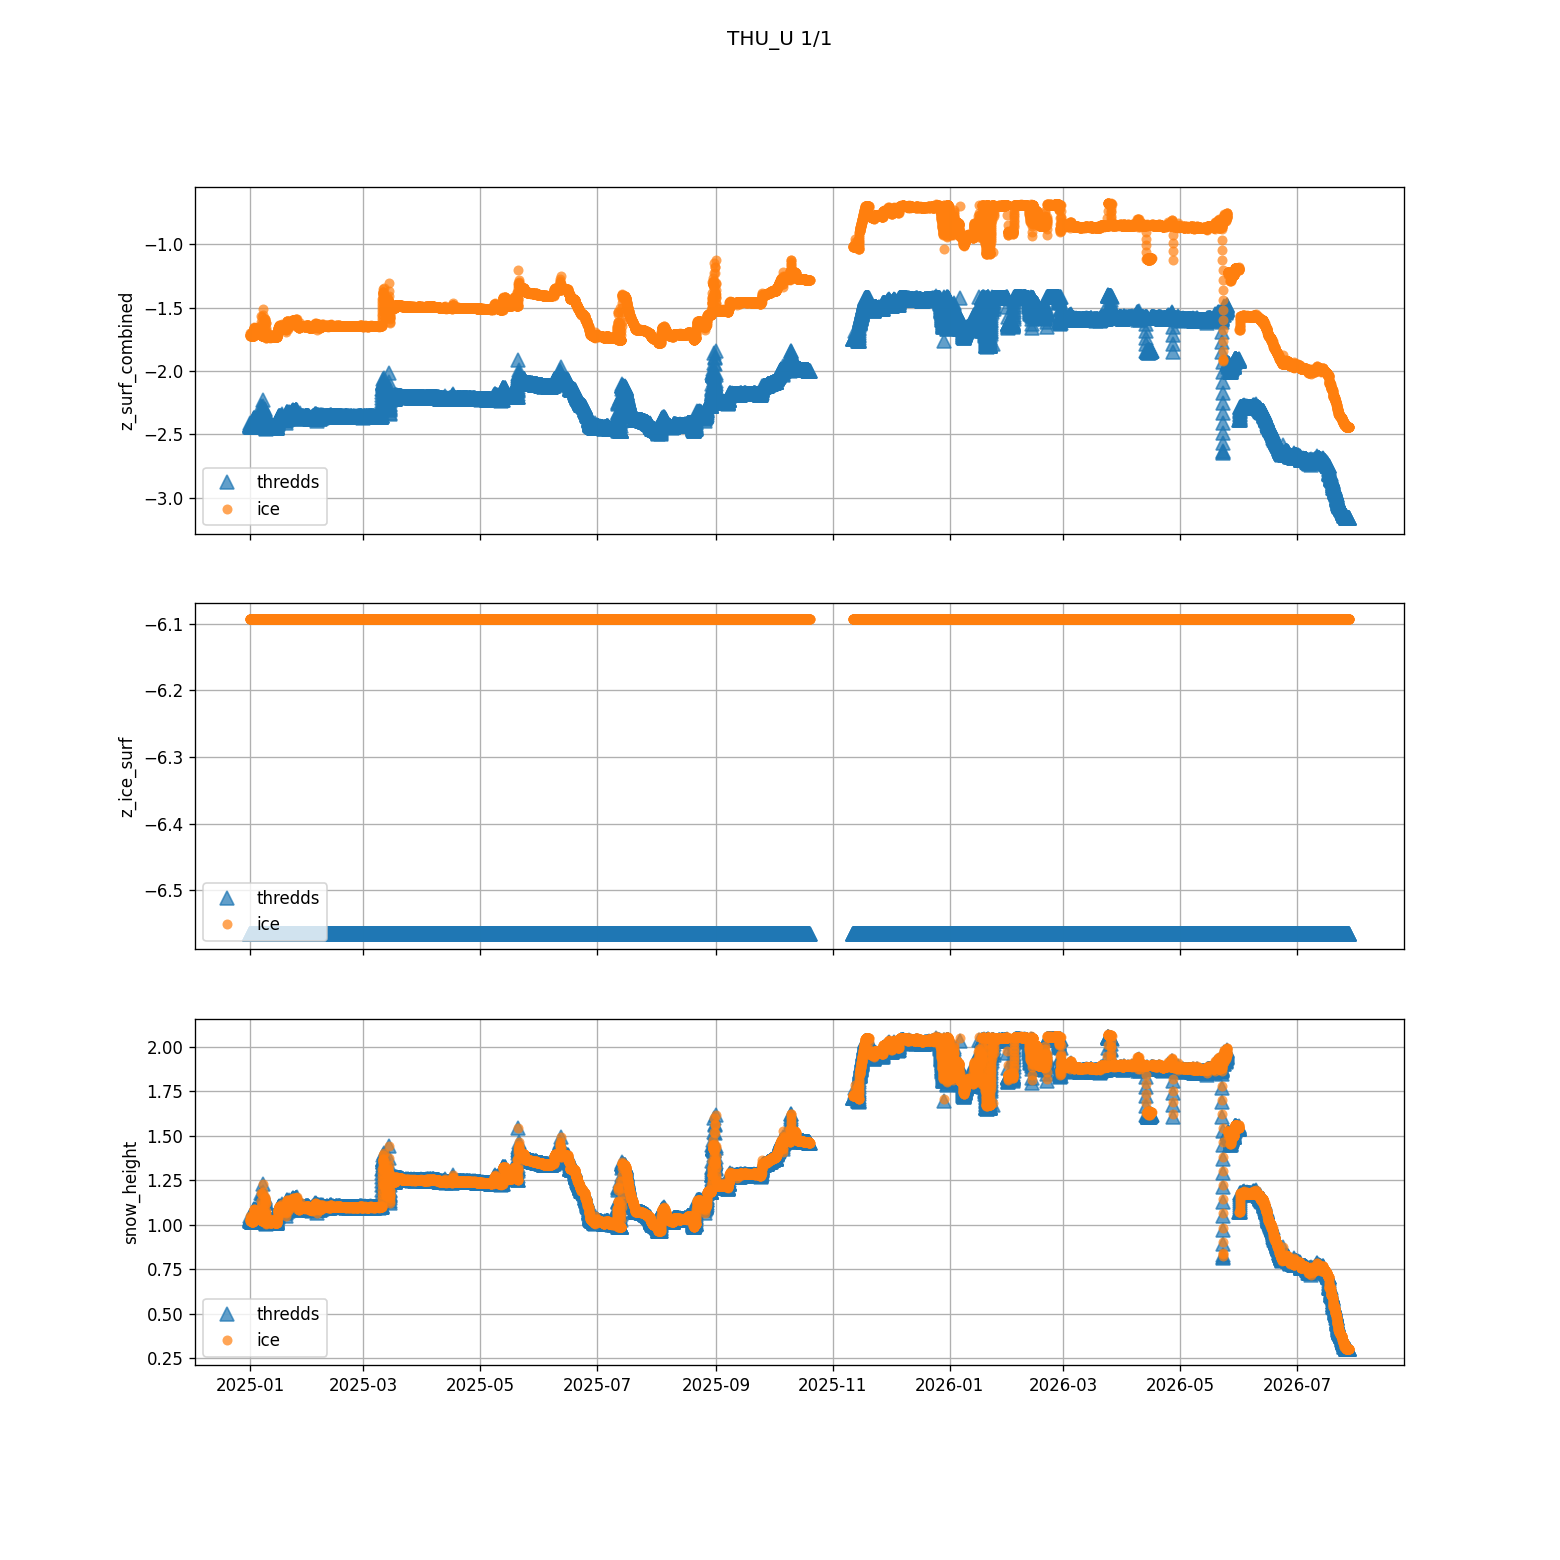 THU_U 1/1
z_surf_combined
−1.0
−1.5
−2.0
−2.5
−3.0
thredds
ice
z_ice_surf
−6.1
−6.2
−6.3
−6.4
−6.5
thredds
ice
snow_height
2.00
1.75
1.50
1.25
1.00
0.75
0.50
0.25
thredds
ice
2025-01 2025-03 2025-05 2025-07 2025-09 2025-11 2026-01 2026-03 2026-05 2026-07